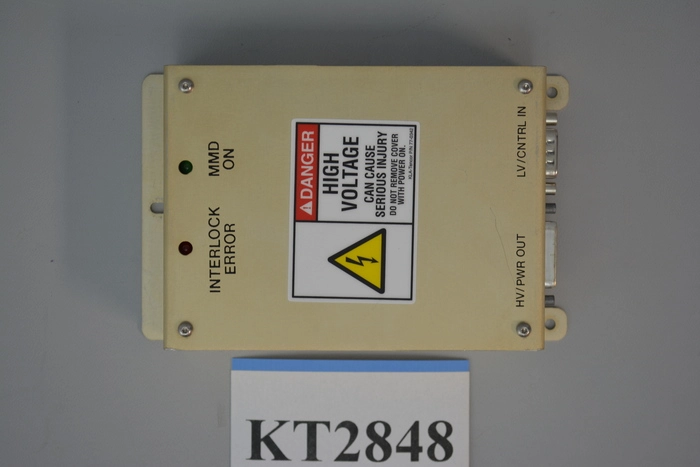 MMD
ON
INTERLOCK
ERROR
DANGER
HIGH
VOLTAGE
CAN CAUSE
SERIOUS INJURY
DO NOT REMOVE COVER
WITH POWER ON.
LV/CNTRL IN
HV/PWR OUT
KT2848